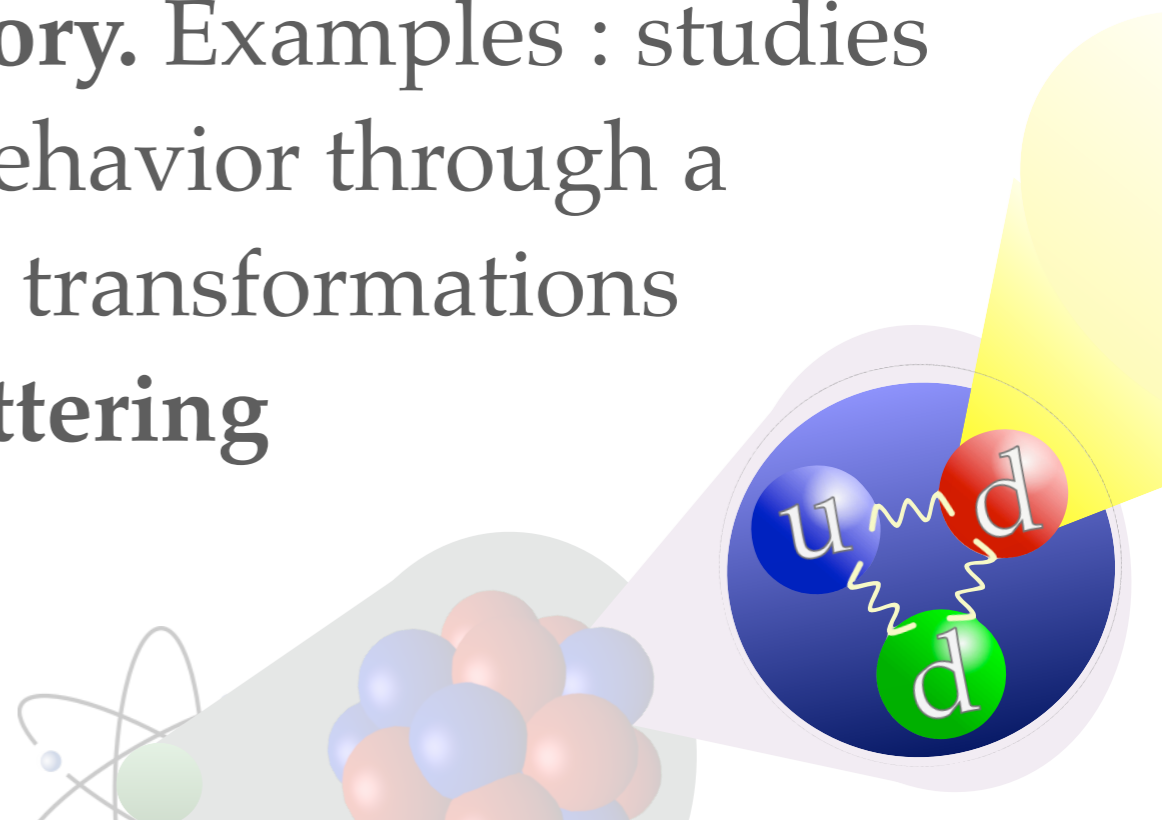 ory. Examples : studies
ehavior through a
transformations
ttering
u
d
d